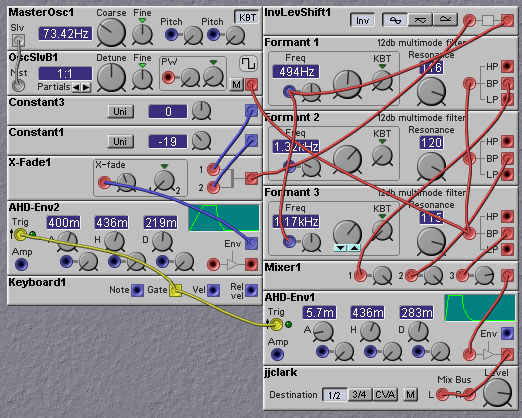 MasterOsc1
Slv
73.42Hz
Coarse
Fine
Pitch
Pitch
KBT
OscSlvB1
Mst
1:1
Partials
Detune
Fine
PW
M
Constant3
Uni
0
Constant1
Uni
-19
X-Fade1
X-fade
1
2
1
2
AHD-Env2
Trig
400m
436m
219m
A
H
D
Amp
Env
Keyboard1
Note
Gate
Vel
Rel
vel
InvLevShift1
Inv
Formant 1
12db multimode filter
Freq
494Hz
KBT
Resonance
116
HP
BP
LP
Formant 2
12db multimode filter
Freq
1.32kHz
KBT
Resonance
120
HP
BP
LP
Formant 3
12db multimode filter
Freq
1.17kHz
KBT
Resonance
115
HP
BP
LP
Mixer1
1
2
3
AHD-Env1
Trig
5.7m
436m
283m
A
H
D
Amp
Env
jjclark
Destination
1/2
3/4
CVA
M
Mix Bus
L
R
Level